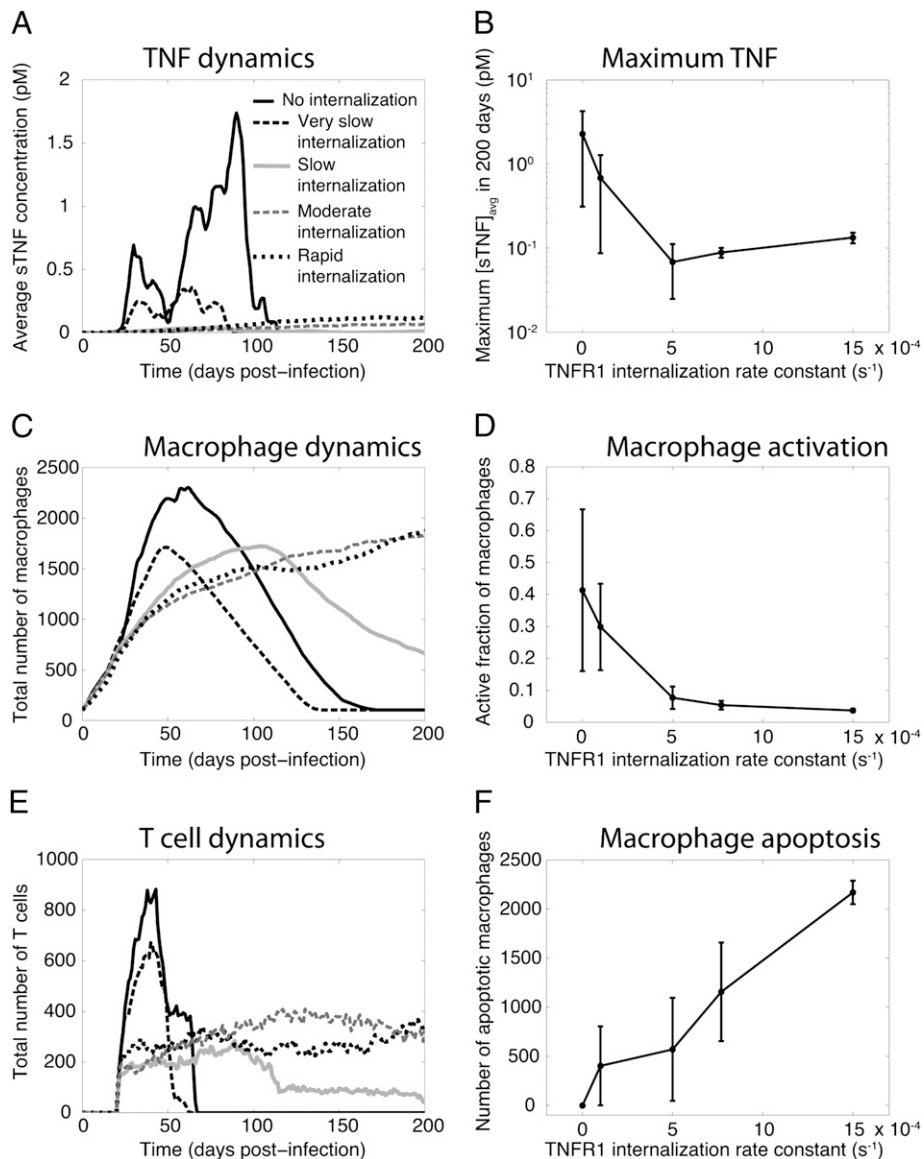 A
TNF dynamics
Average sTNF concentration (pM)
2
1.5
1
0.5
0
No internalization
Very slow
internalization
Slow
internalization
Moderate
internalization
Rapid
internalization
0 50 100 150 200
Time (days post−infection)
B
Maximum TNF
Maximum [sTNF]avg in 200 days (pM)
10^1
10^0
10^-1
10^-2
0 5 10 15 x 10^-4
TNFR1 internalization rate constant (s^-1)
C
Macrophage dynamics
Total number of macrophages
2500
2000
1500
1000
500
0
0 50 100 150 200
Time (days post−infection)
D
Macrophage activation
Active fraction of macrophages
0.8
0.7
0.6
0.5
0.4
0.3
0.2
0.1
0
0 5 10 15 x 10^-4
TNFR1 internalization rate constant (s^-1)
E
T cell dynamics
Total number of T cells
1000
800
600
400
200
0
0 50 100 150 200
Time (days post−infection)
F
Macrophage apoptosis
Number of apoptotic macrophages
2500
2000
1500
1000
500
0
0 5 10 15 x 10^-4
TNFR1 internalization rate constant (s^-1)